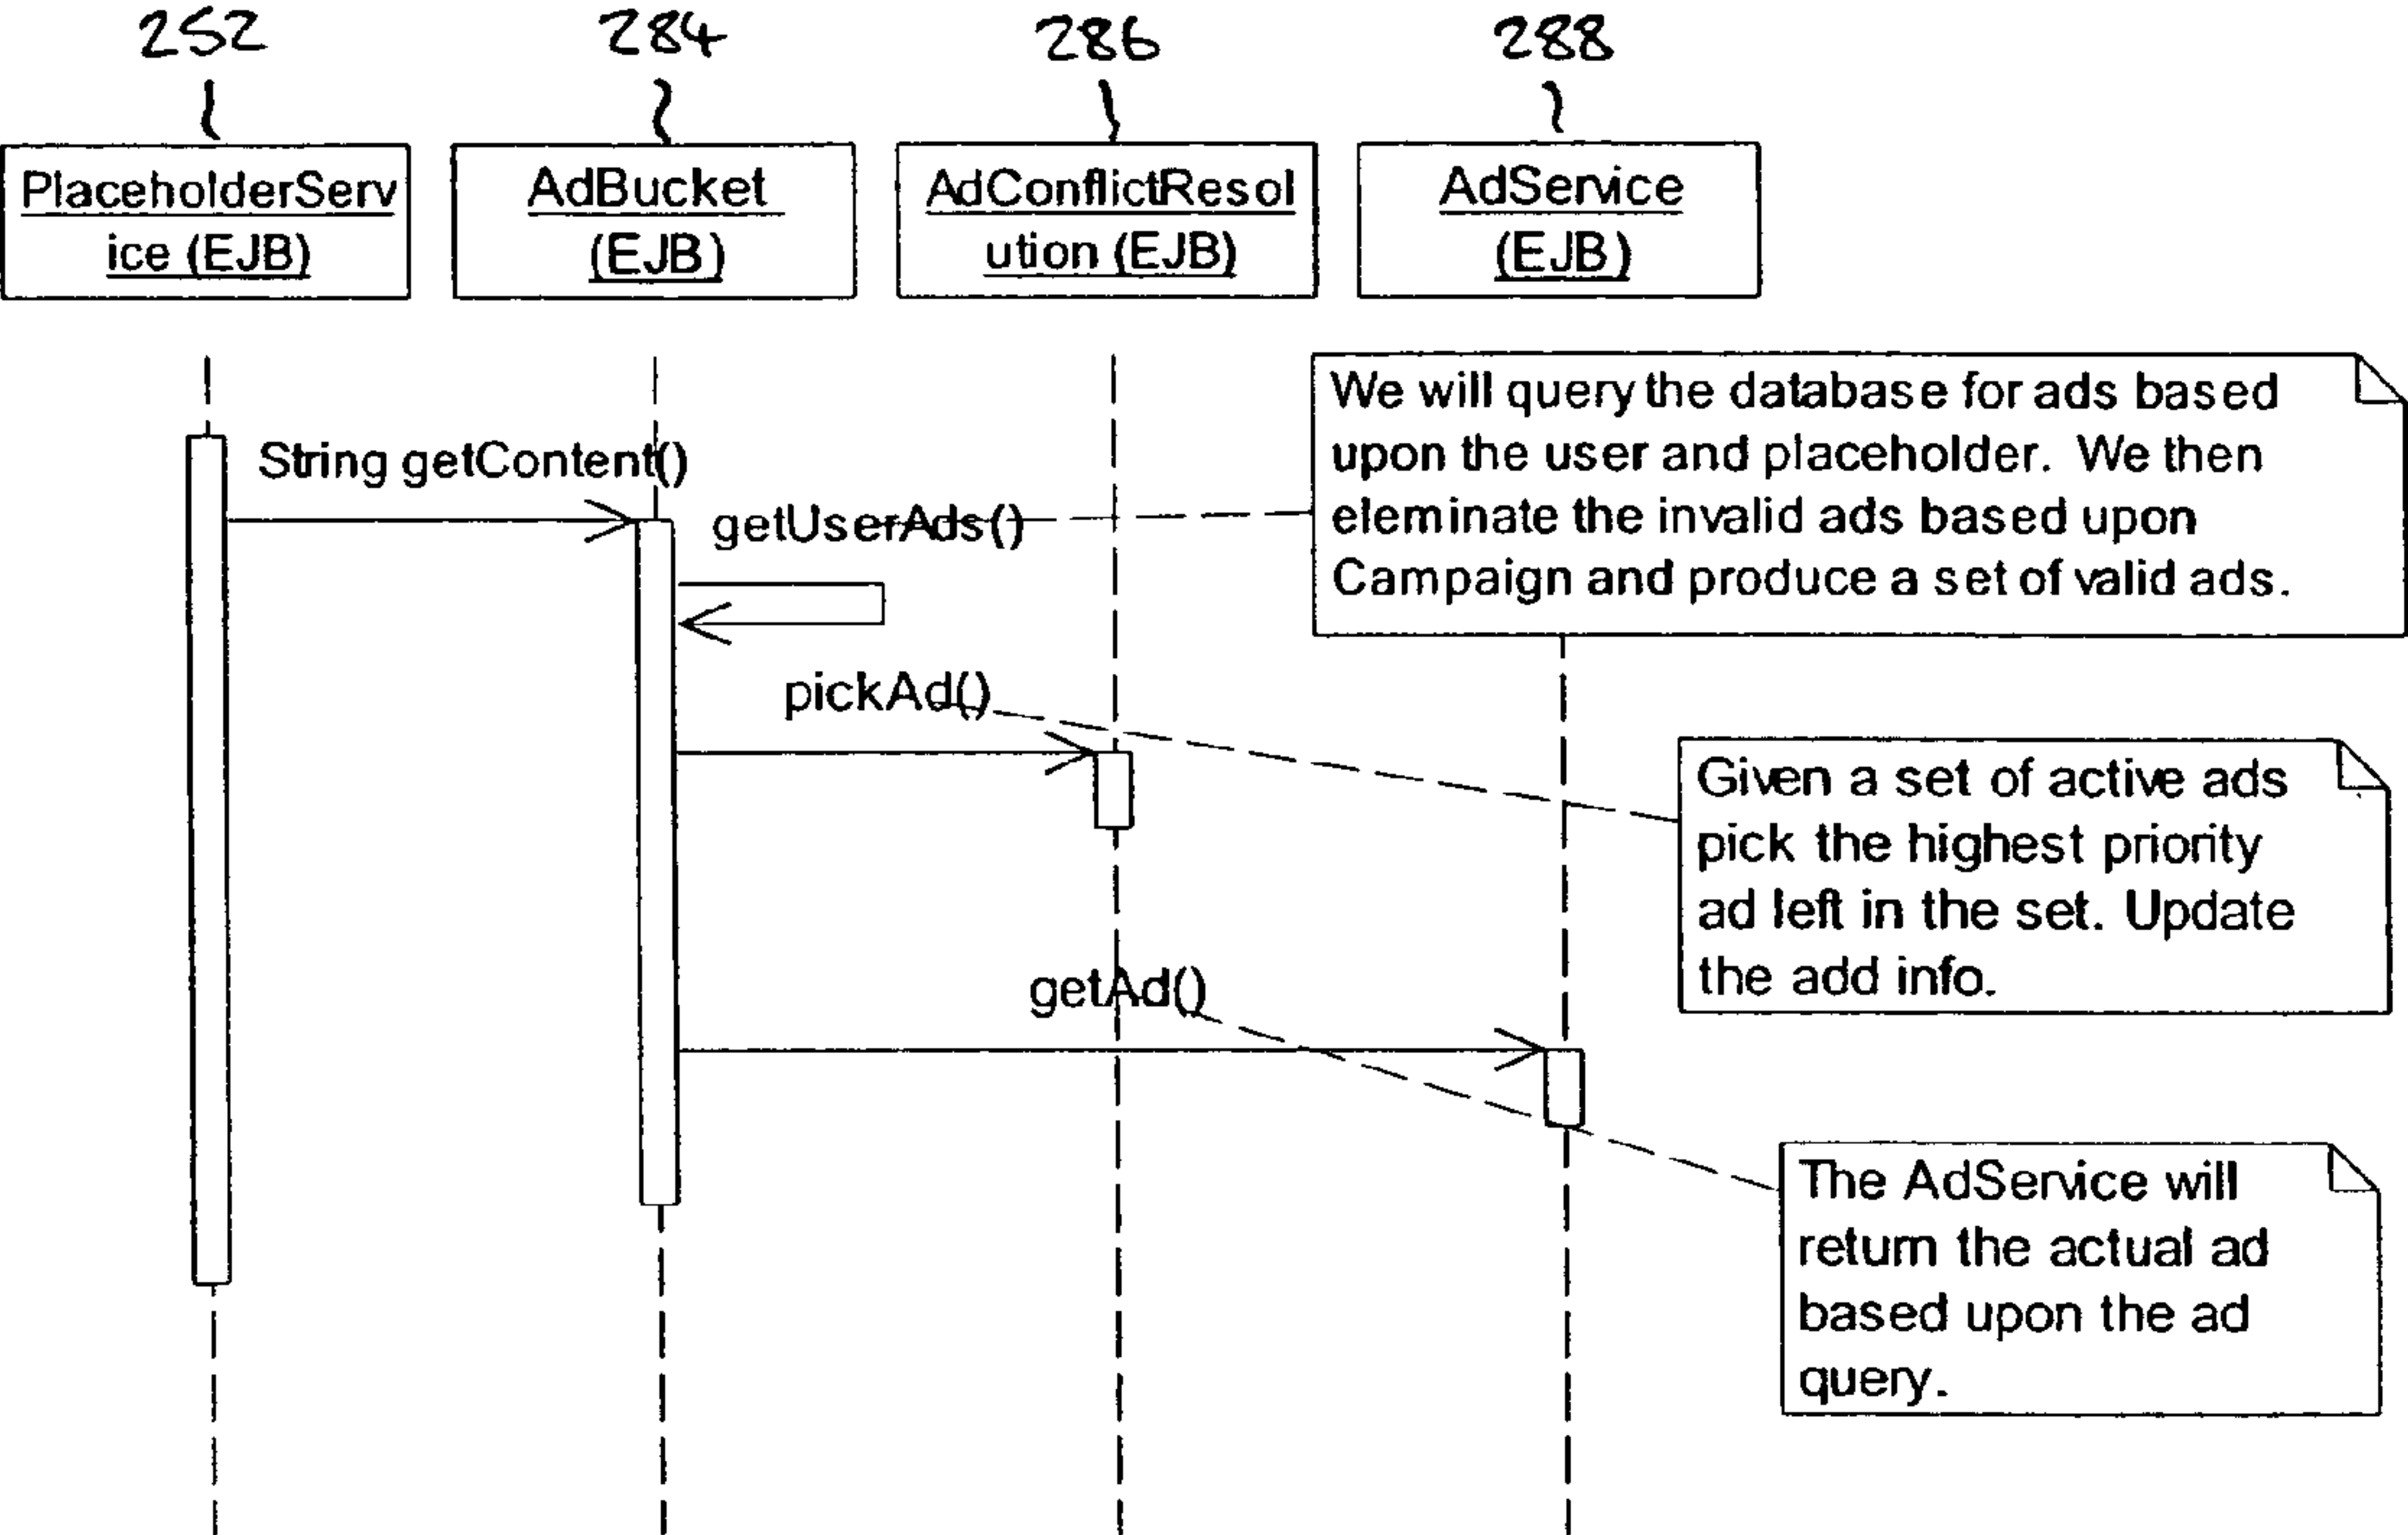 252
284
286
288
PlaceholderServ
ice (EJB)
AdBucket
(EJB)
AdConflictResol
ution (EJB)
AdService
(EJB)
String getContent()
getUserAds()
We will query the database for ads based
upon the user and placeholder. We then
eleminate the invalid ads based upon
Campaign and produce a set of valid ads.
pickAd()
Given a set of active ads
pick the highest priority
ad left in the set. Update
the add info.
getAd()
The AdService will
return the actual ad
based upon the ad
query.